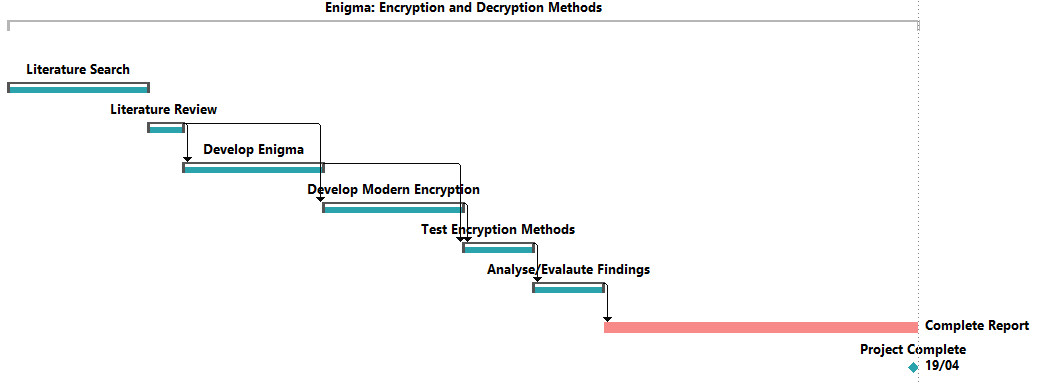 Enigma: Encryption and Decryption Methods
Literature Search
Literature Review
Develop Enigma
Develop Modern Encryption
Test Encryption Methods
Analyse/Evalaute Findings
Complete Report
Project Complete
19/04